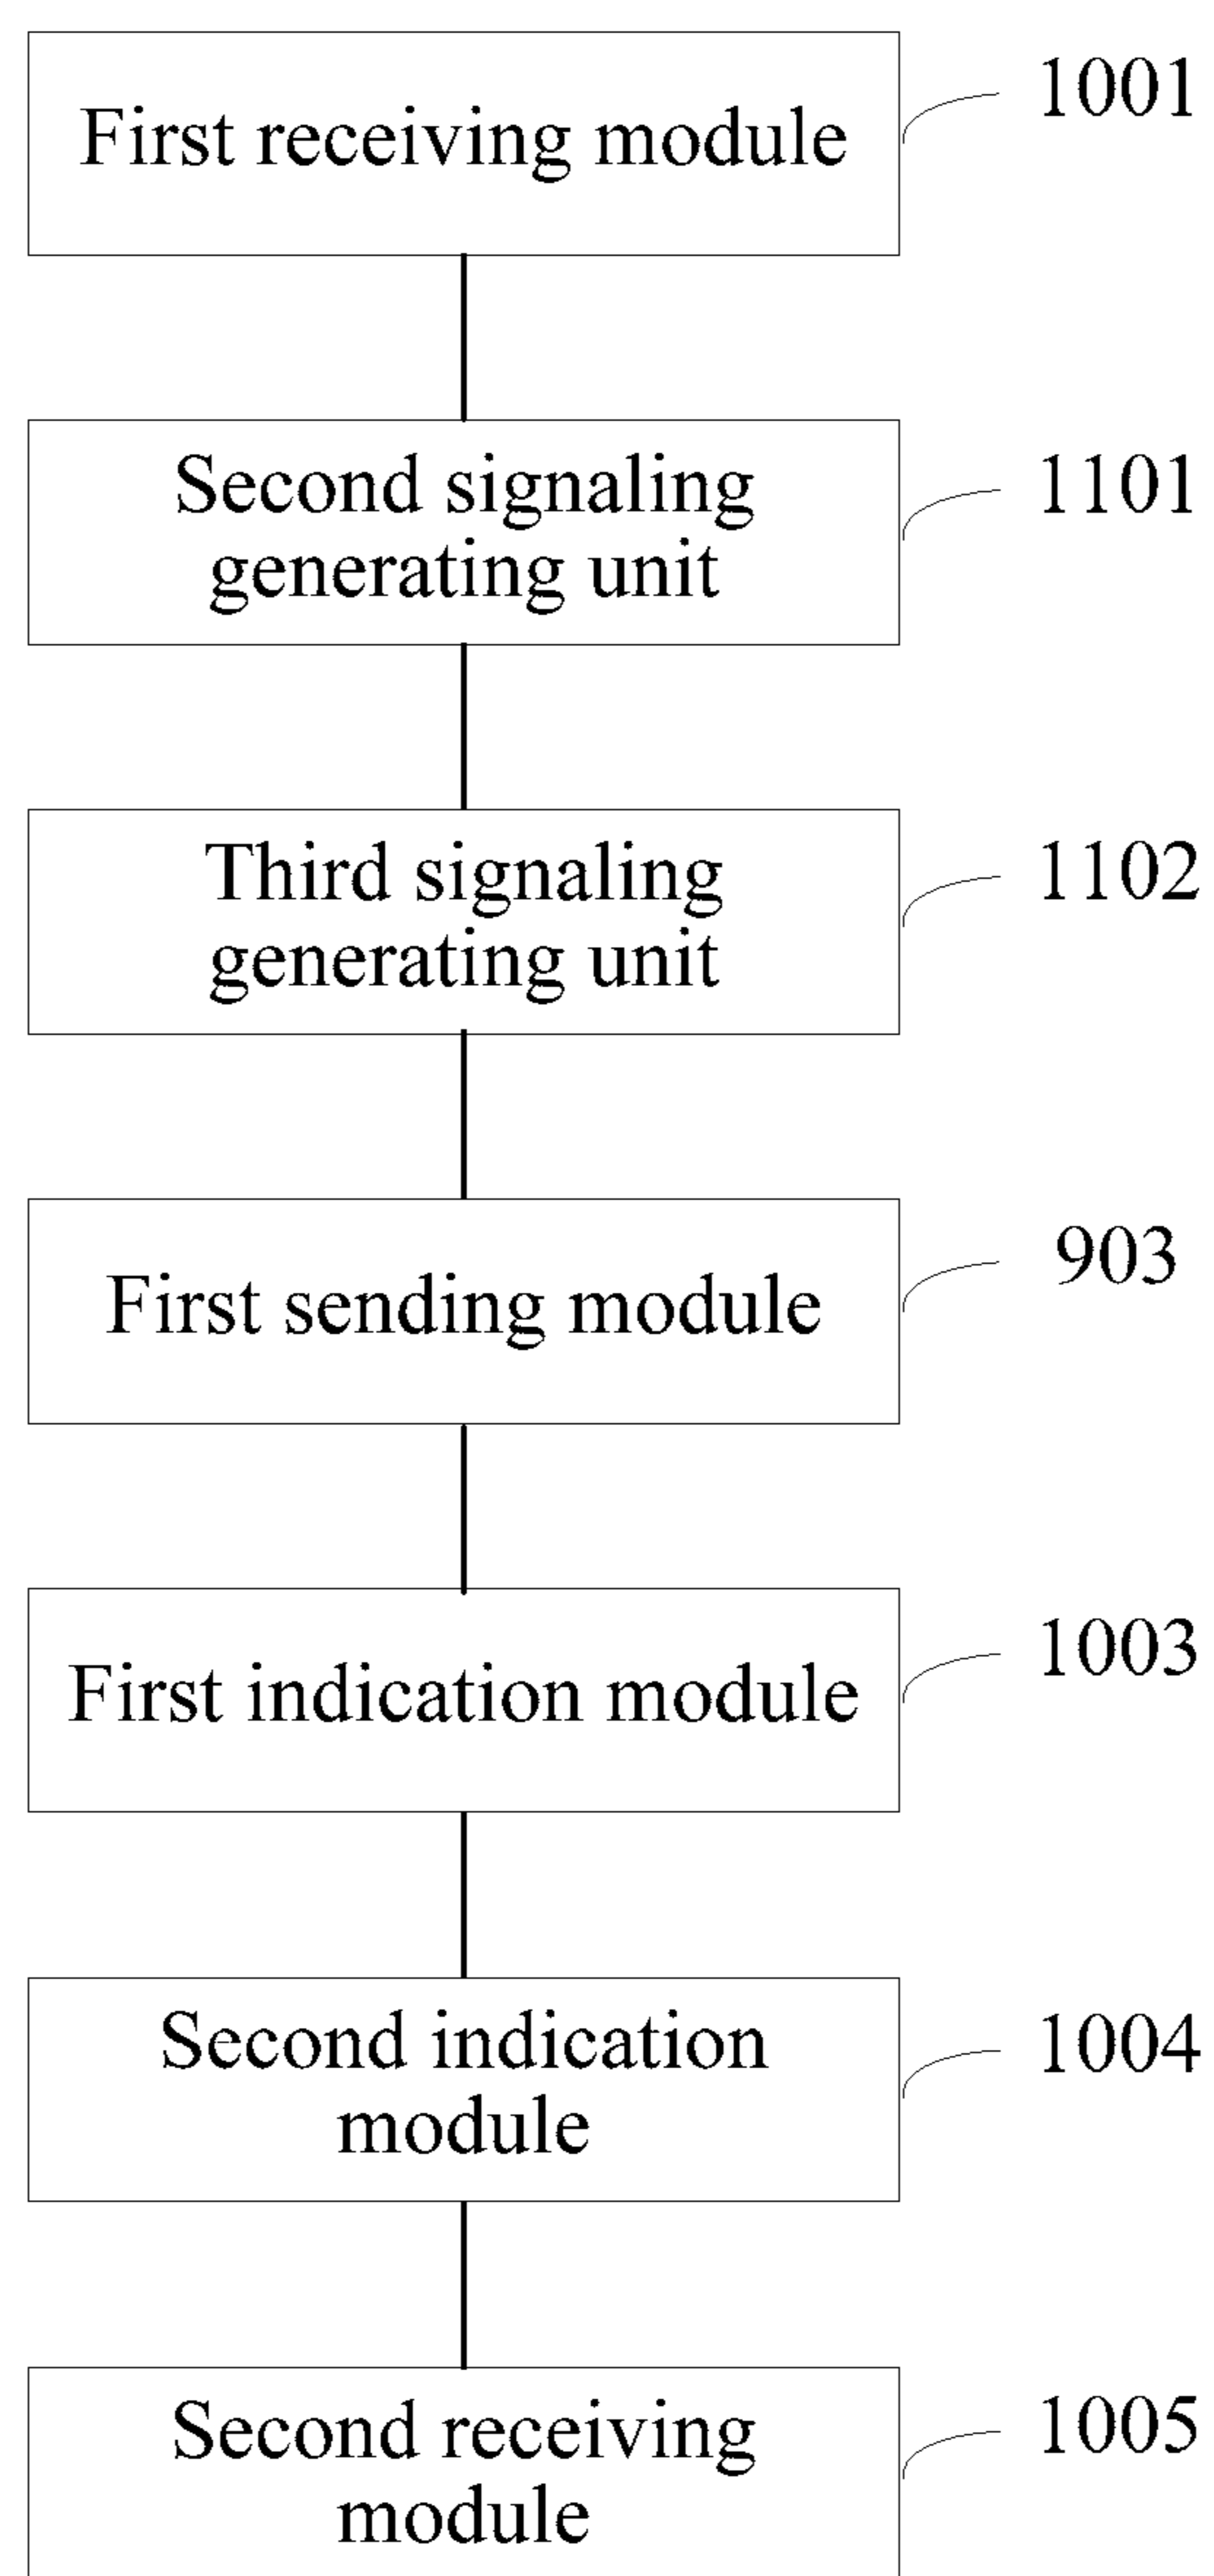 First receiving module
1001
Second signaling
generating unit
1101
Third signaling
generating unit
1102
First sending module
903
First indication module
1003
Second indication
module
1004
Second receiving
module
1005